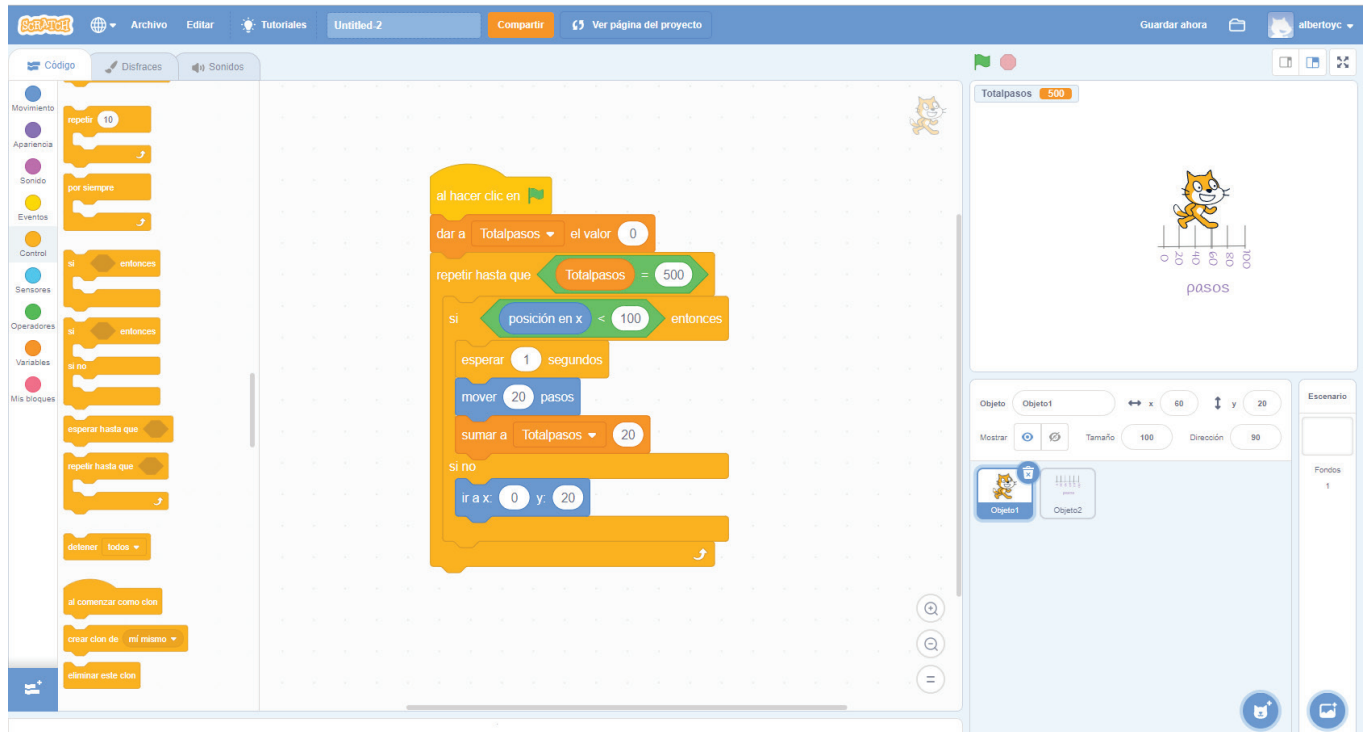 SCRATCH
Archivo
Editar
Tutoriales
Untitled-2
Compartir
Ver página del proyecto
Guardar ahora
albertoyc
Código
Disfraces
Sonidos
Movimiento
Apariencia
Sonido
Eventos
Control
Sensores
Operadores
Variables
Mis bloques
repetir 10
por siempre
si entonces
si entonces
si no
esperar hasta que
repetir hasta que
detener todos
al comenzar como clon
crear clon de mí mismo
eliminar este clon
al hacer clic en
dar a Totalpasos el valor 0
repetir hasta que Totalpasos = 500
si posición en x < 100 entonces
esperar 1 segundos
mover 20 pasos
sumar a Totalpasos 20
si no
ir a x: 0 y: 20
Totalpasos 500
0 20 40 60 80 100
pasos
Objeto Objeto1 x 60 y 20
Mostrar Tamaño 100 Dirección 90
Objeto1
Objeto2
Escenario
Fondos
1